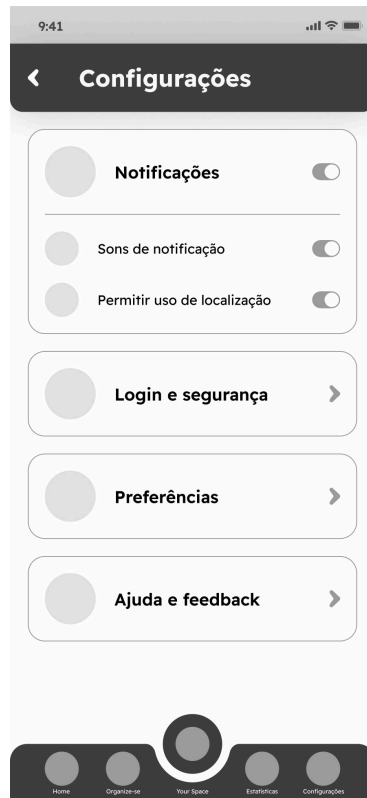 9:41
Configurações
Notificações
Sons de notificação
Permitir uso de localização
Login e segurança
Preferências
Ajuda e feedback
Home
Organize-se
Your Space
Estatísticas
Configurações